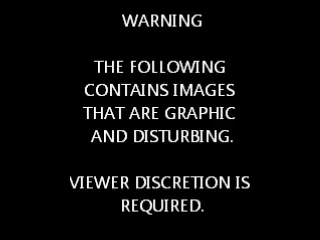 WARNING
THE FOLLOWING
CONTAINS IMAGES
THAT ARE GRAPHIC
AND DISTURBING.
VIEWER DISCRETION IS
REQUIRED.